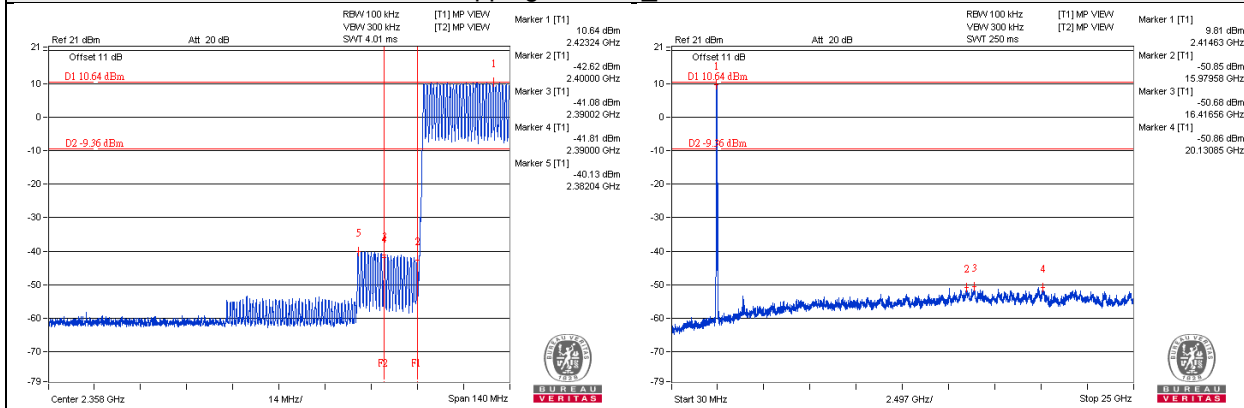 RBW 100 kHz [T1] MP VIEW
VBW 300 kHz [T2] MP VIEW
Ref 21 dBm Att 20 dB SWT 4.01 ms
Marker 1 [T1]
10.64 dBm
2.42324 GHz
Marker 2 [T1]
-42.62 dBm
2.40000 GHz
Marker 3 [T1]
-41.08 dBm
2.39002 GHz
Marker 4 [T1]
-41.81 dBm
2.39000 GHz
Marker 5 [T1]
-40.13 dBm
2.38204 GHz
21
Offset 11 dB
1
D1 10.64 dBm
10
0
D2 -9.36 dBm
-10
-20
-30
5
2
-40
-50
-60
-70
F2 F1
-79
Center 2.358 GHz 14 MHz/ Span 140 MHz
BUREAU VERITAS
1828
BUREAU
VERITAS
RBW 100 kHz [T1] MP VIEW
VBW 300 kHz [T2] MP VIEW
Ref 21 dBm Att 20 dB SWT 250 ms
Marker 1 [T1]
9.81 dBm
2.41463 GHz
Marker 2 [T1]
-50.85 dBm
15.97958 GHz
Marker 3 [T1]
-50.68 dBm
16.41656 GHz
Marker 4 [T1]
-50.86 dBm
20.13085 GHz
21
Offset 11 dB
1
D1 10.64 dBm
10
0
D2 -9.36 dBm
-10
-20
-30
-40
2 3 4
-50
-60
-70
-79
Start 30 MHz 2.497 GHz/ Stop 25 GHz
BUREAU VERITAS
1828
BUREAU
VERITAS